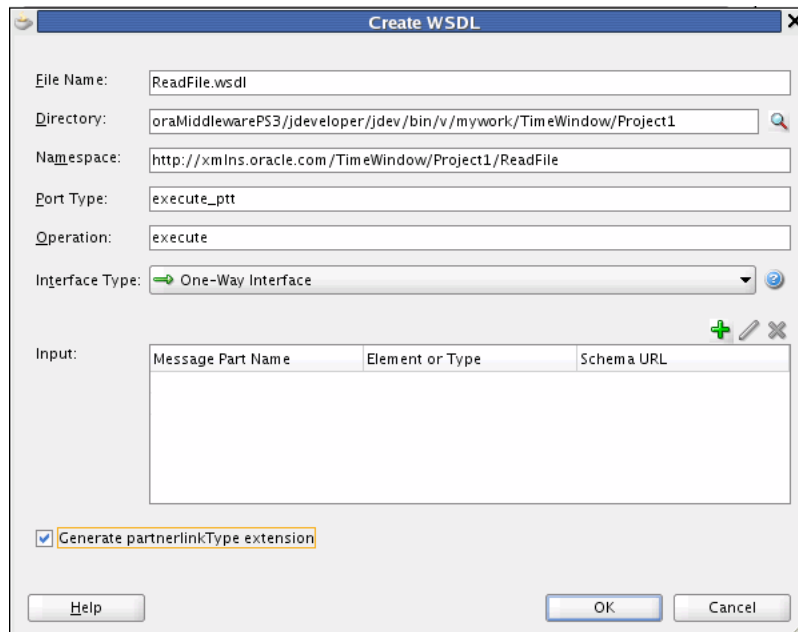 Create WSDL
File Name: ReadFile.wsdl
Directory: oraMiddlewarePS3/jdeveloper/jdev/bin/v/mywork/TimeWindow/Project1
Namespace: http://xmlns.oracle.com/TimeWindow/Project1/ReadFile
Port Type: execute_ptt
Operation: execute
Interface Type: One-Way Interface
Input: Message Part Name Element or Type Schema URL
Generate partnerlinkType extension
Help OK Cancel